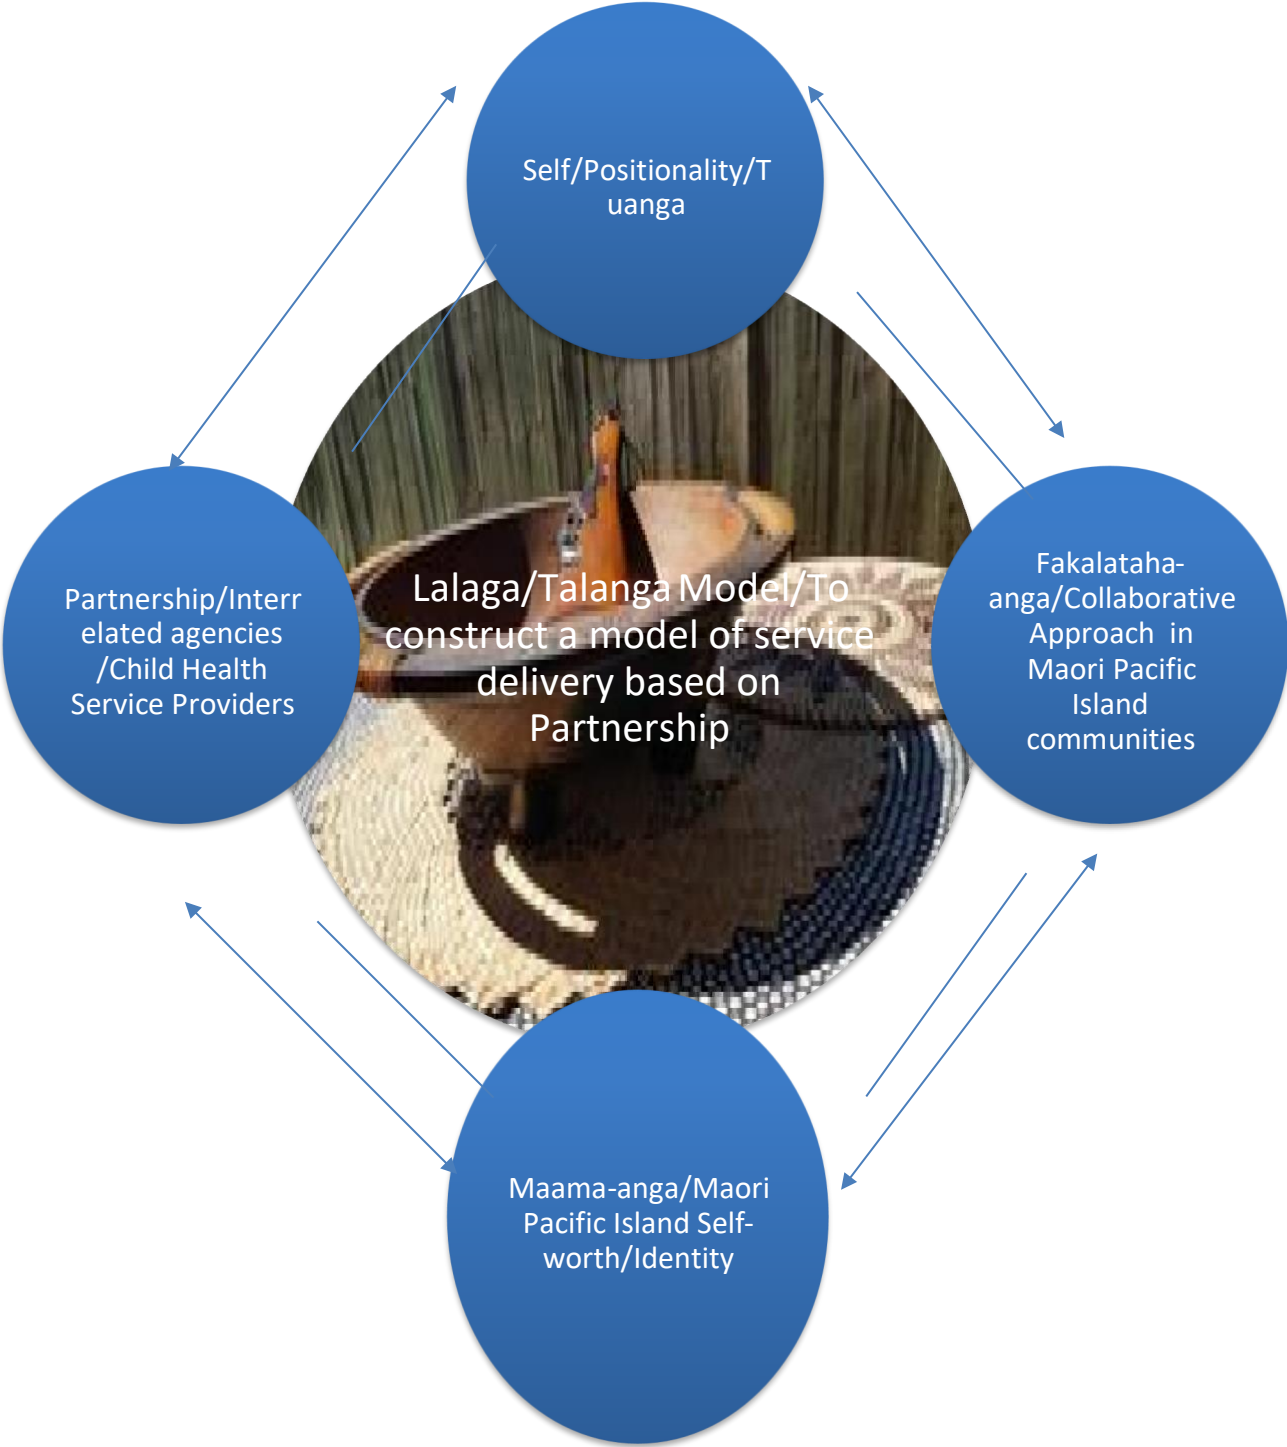 Self/Positionality/T
uanga
Partnership/Interr
elated agencies
/Child Health
Service Providers
Lalaga/Talanga Model/To
construct a model of service
delivery based on
Partnership
Fakalataha-
anga/Collaborative
Approach in
Maori Pacific
Island
communities
Maama-anga/Maori
Pacific Island Self-
worth/Identity